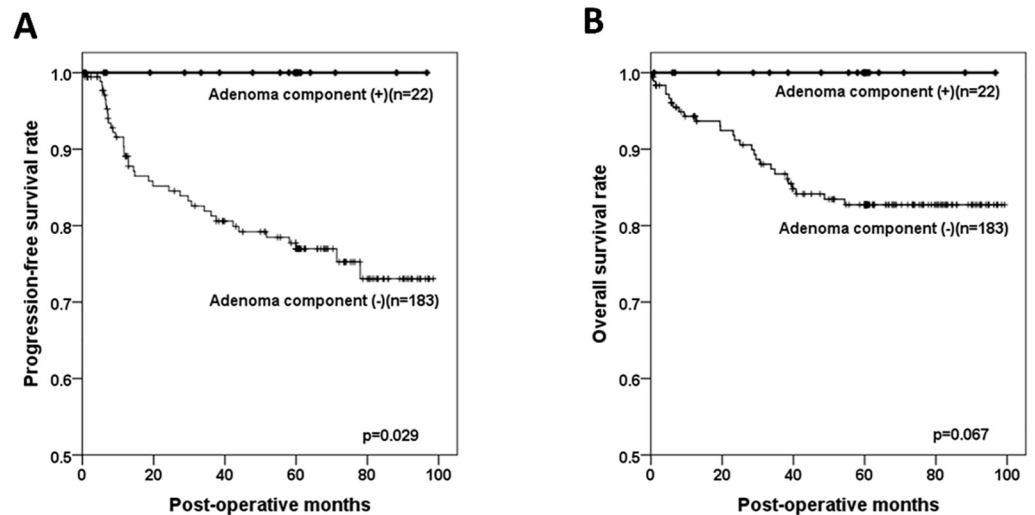 A
Progression-free survival rate
1.0
0.9
0.8
0.7
0.6
0.5
Adenoma component (+)(n=22)
Adenoma component (-)(n=183)
p=0.029
0 20 40 60 80 100
Post-operative months
B
Overall survival rate
1.0
0.9
0.8
0.7
0.6
0.5
Adenoma component (+)(n=22)
Adenoma component (-)(n=183)
p=0.067
0 20 40 60 80 100
Post-operative months